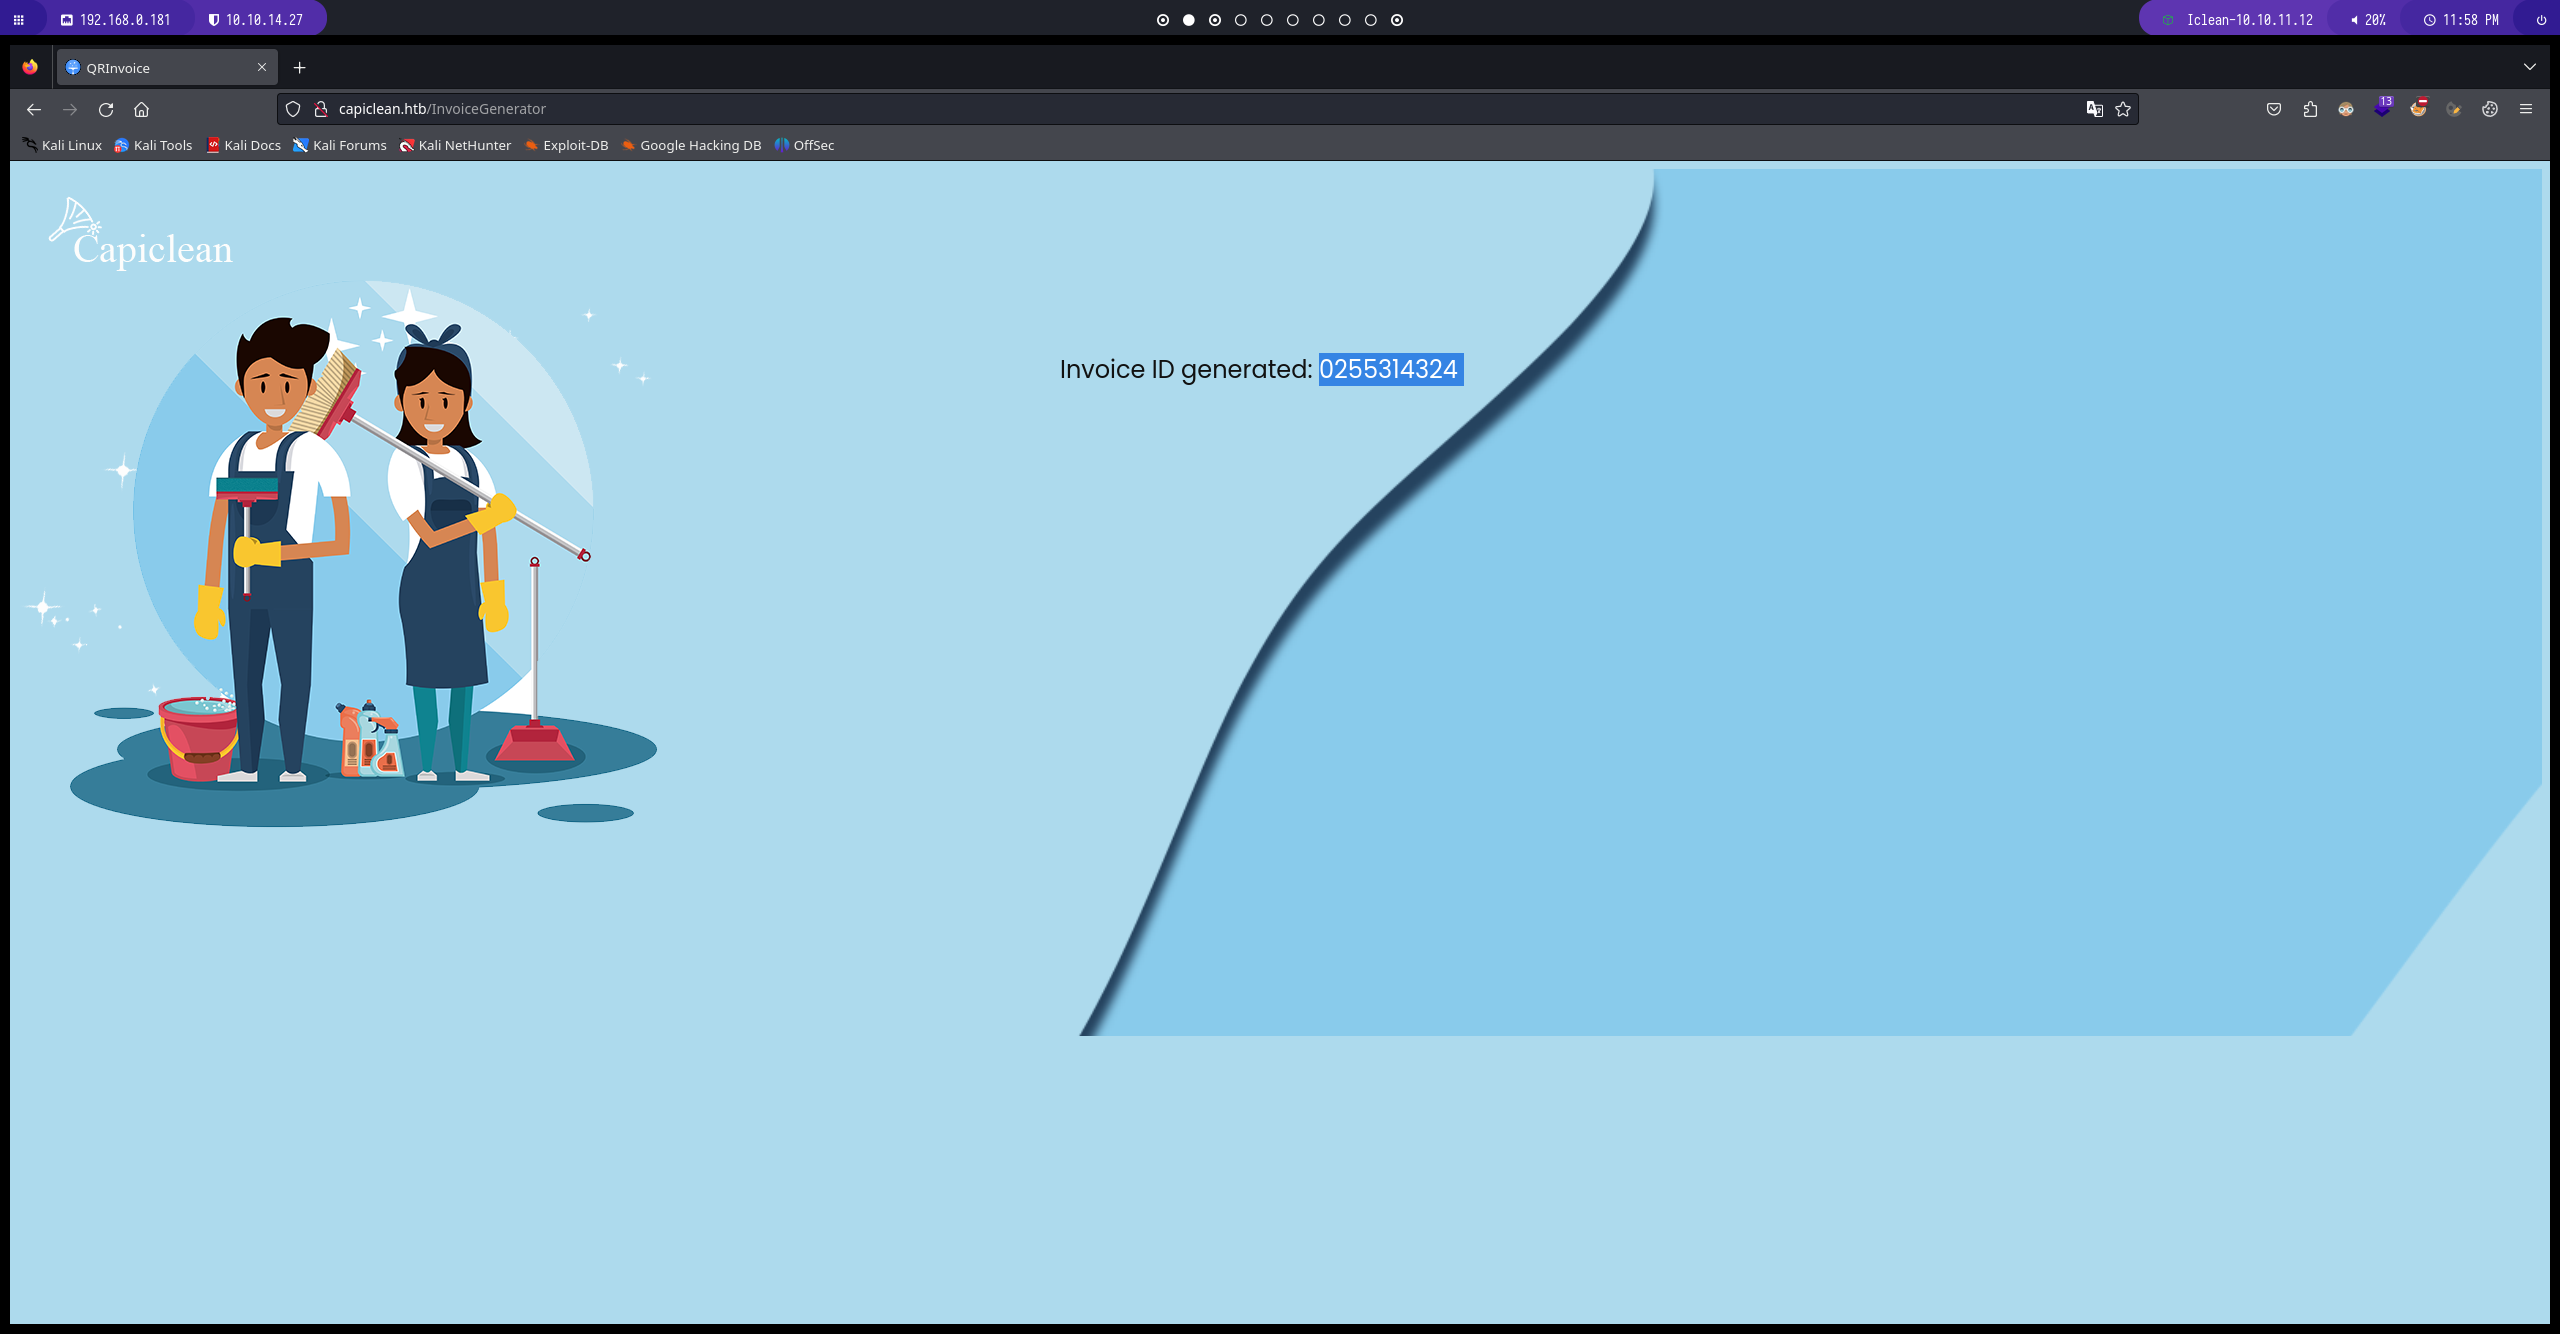 192.168.0.181 10.10.14.27 Iclean-10.10.11.12 20% 11:58 PM
QRInvoice
capiclean.htb/InvoiceGenerator 13
Kali Linux Kali Tools Kali Docs Kali Forums Kali NetHunter Exploit-DB Google Hacking DB OffSec
Capiclean
Invoice ID generated: 0255314324